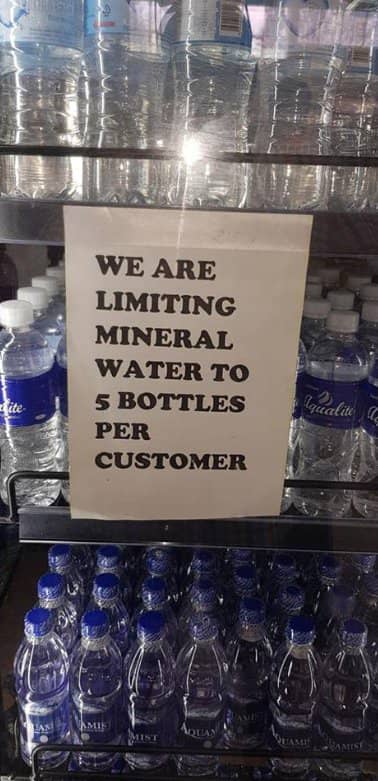 WE ARE
LIMITING
MINERAL
WATER TO
5 BOTTLES
PER
CUSTOMER
Aqualite